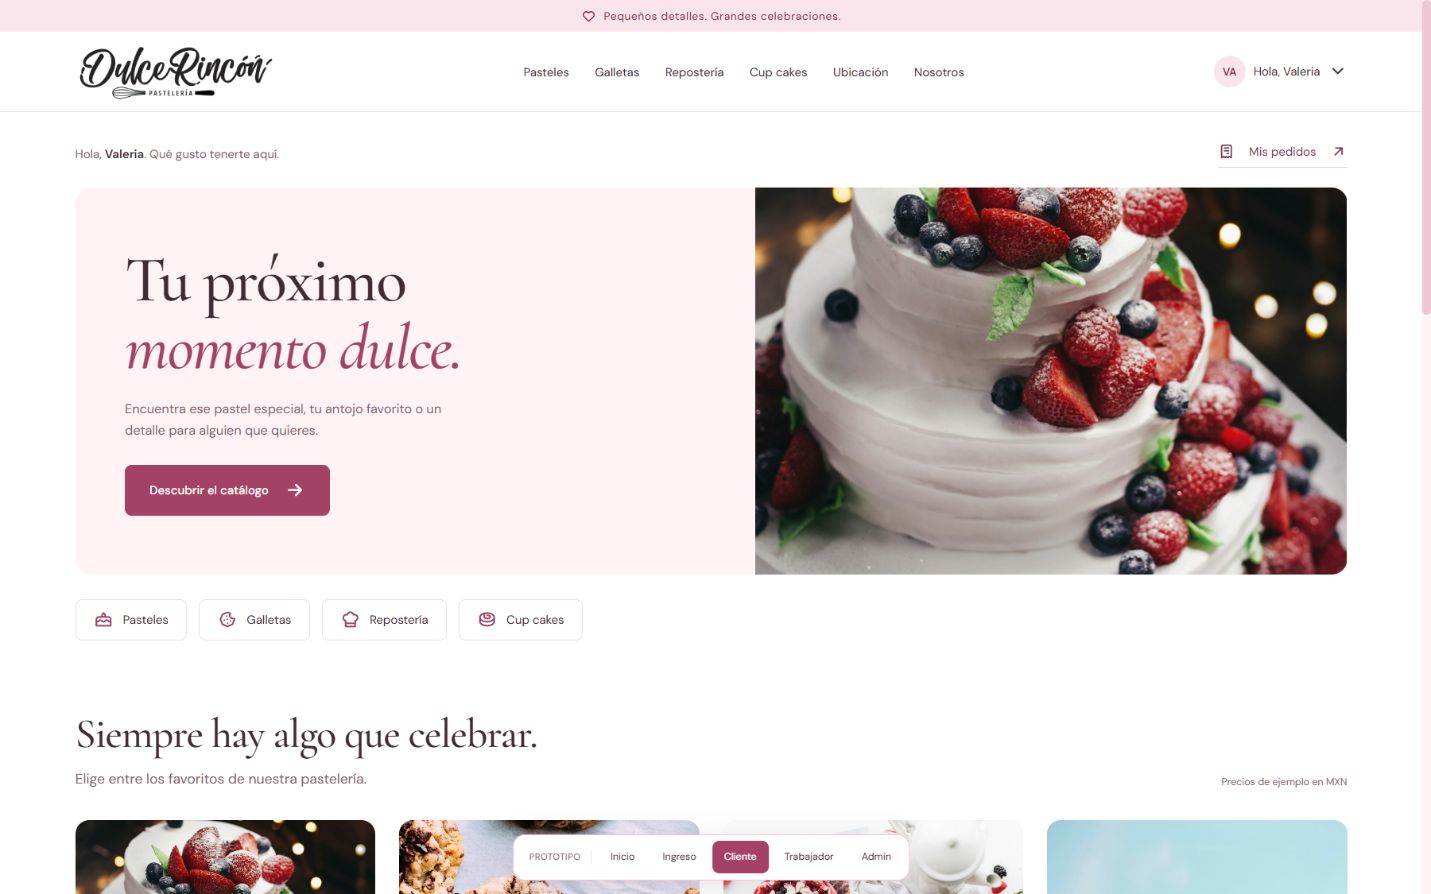 Pequeños detalles. Grandes celebraciones.
Dulce Rincón
PASTELERÍA
Pasteles
Galletas
Repostería
Cup cakes
Ubicación
Nosotros
VA
Hola, Valeria
Hola, Valeria. Qué gusto tenerte aquí.
Mis pedidos
Tu próximo
momento dulce.
Encuentra ese pastel especial, tu antojo favorito o un
detalle para alguien que quieres.
Descubrir el catálogo
Pasteles
Galletas
Repostería
Cup cakes
Siempre hay algo que celebrar.
Elige entre los favoritos de nuestra pastelería.
Precios de ejemplo en MXN
PROTOTIPO
Inicio
Ingreso
Cliente
Trabajador
Admin